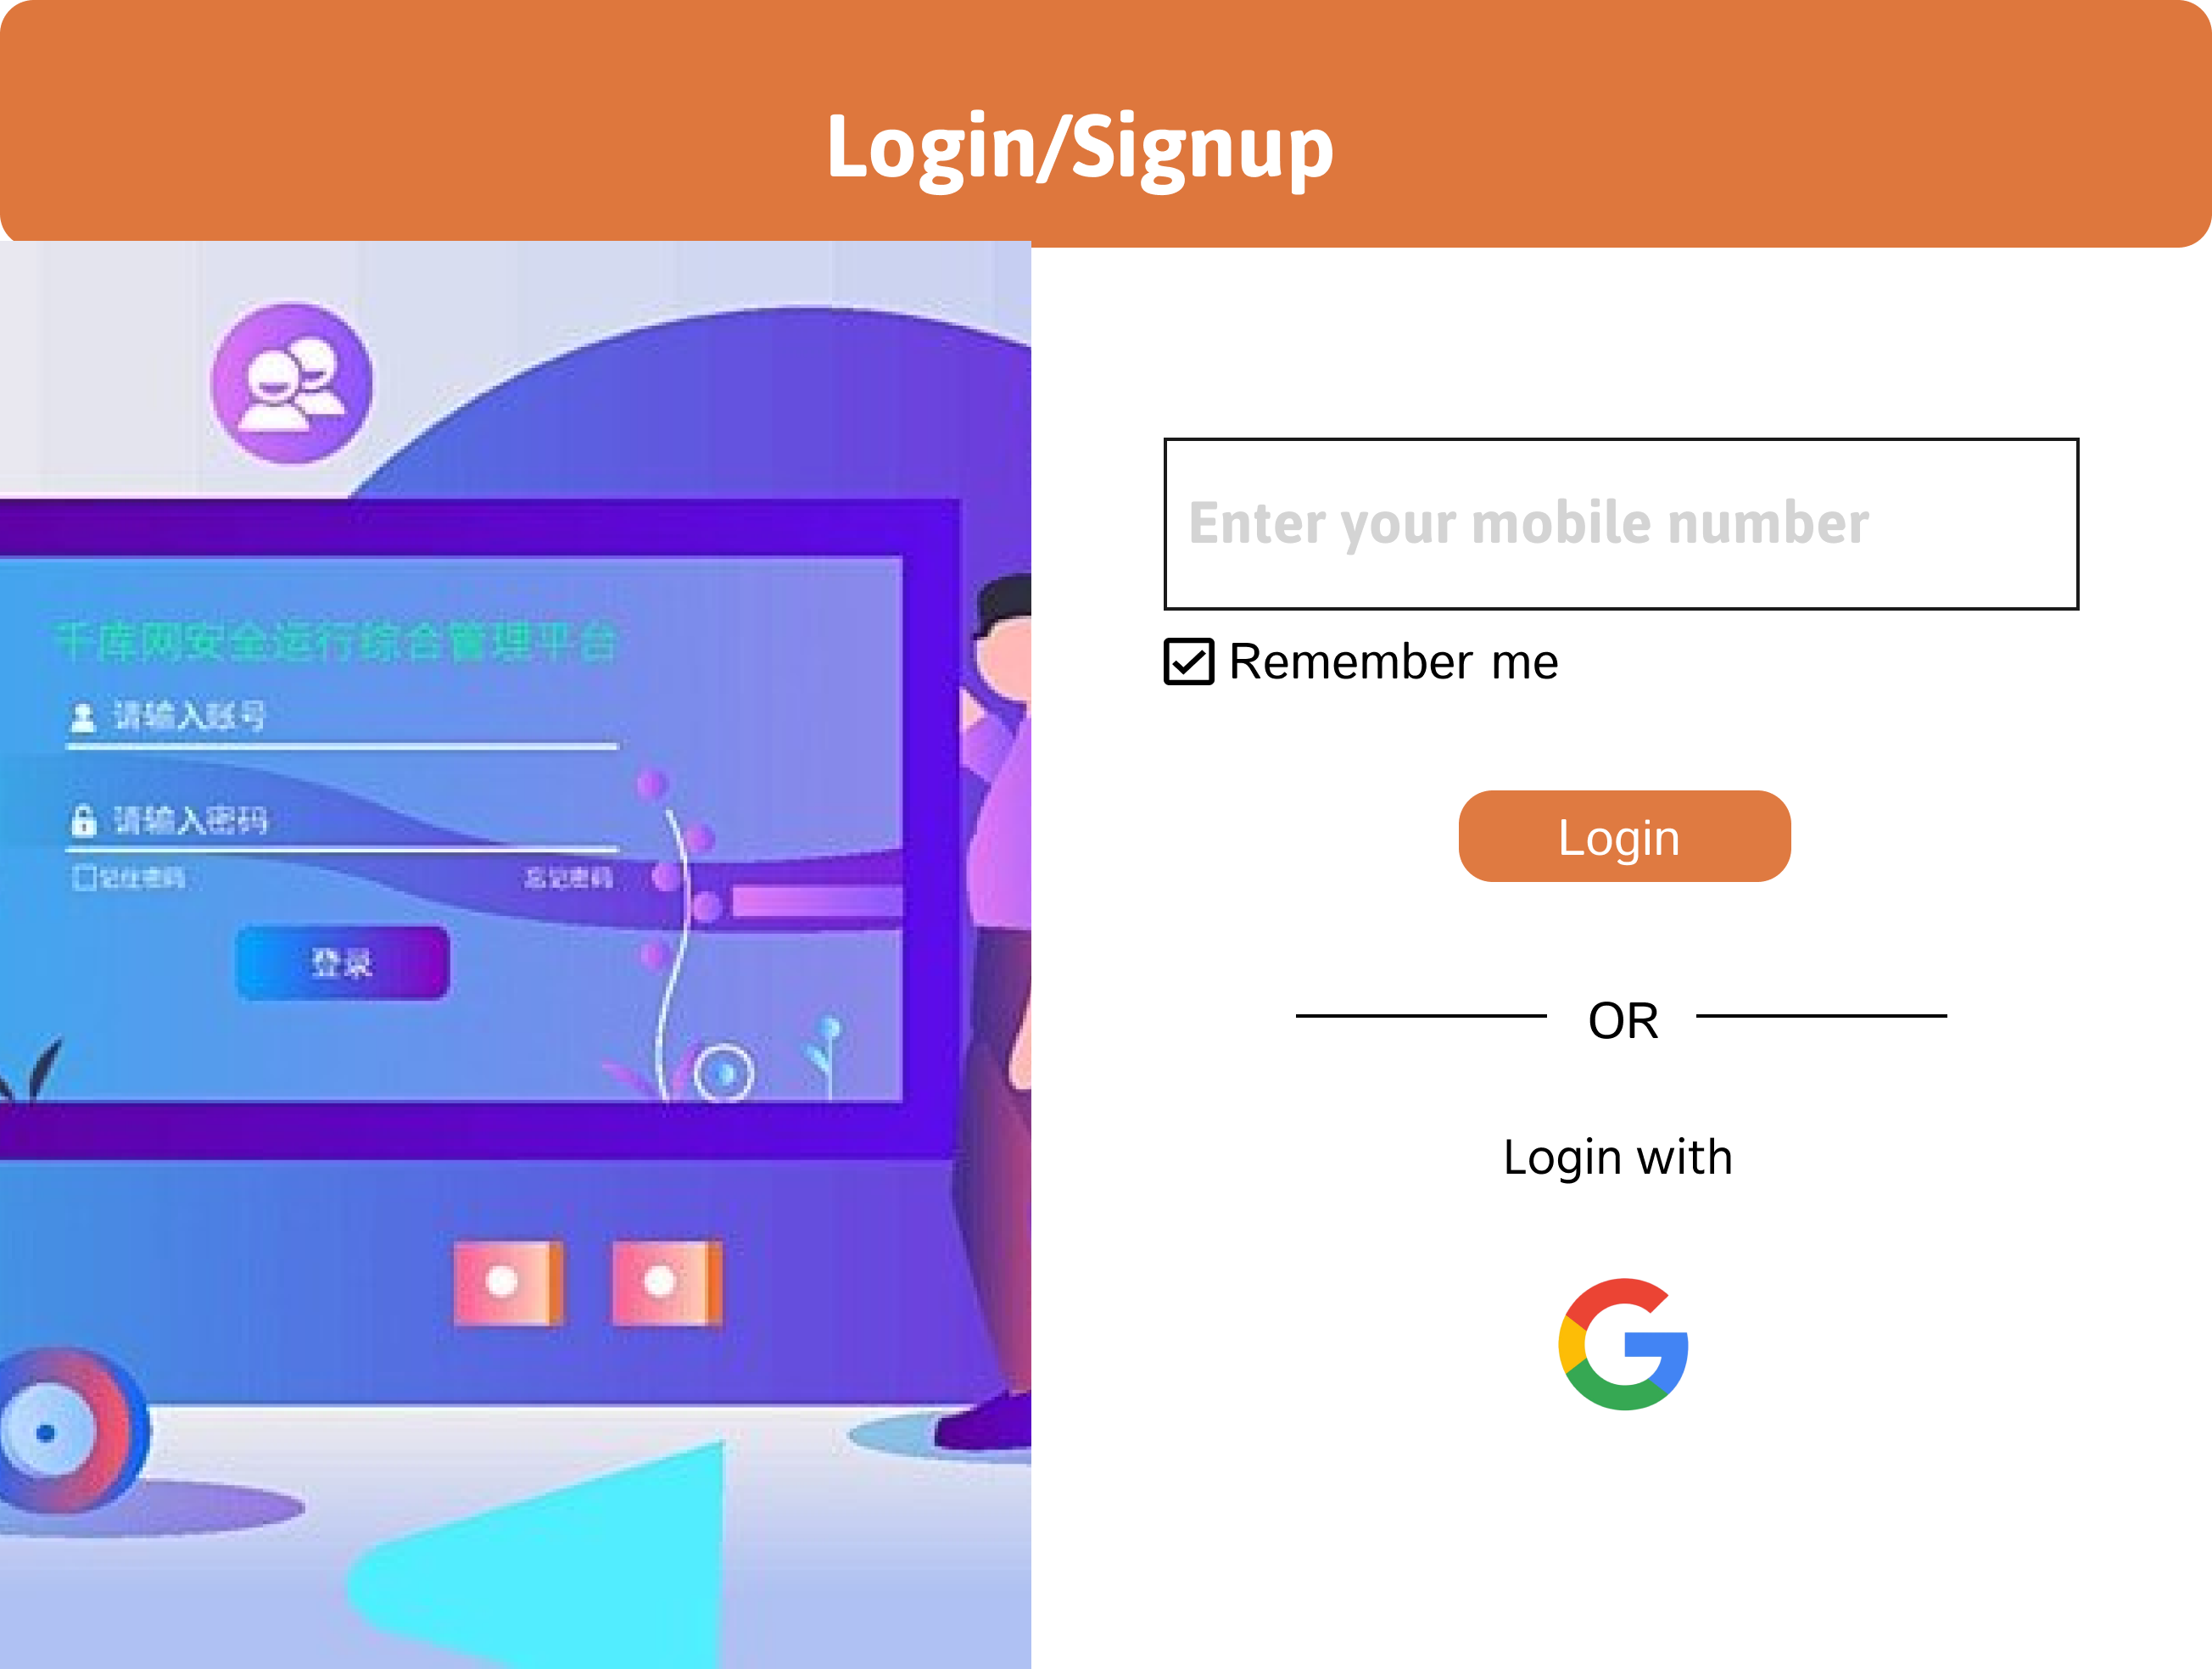 Login/Signup
千库网安全运行综合管理平台
请输入账号
请输入密码
记住密码
忘记密码
登录
Enter your mobile number
Remember me
Login
OR
Login with